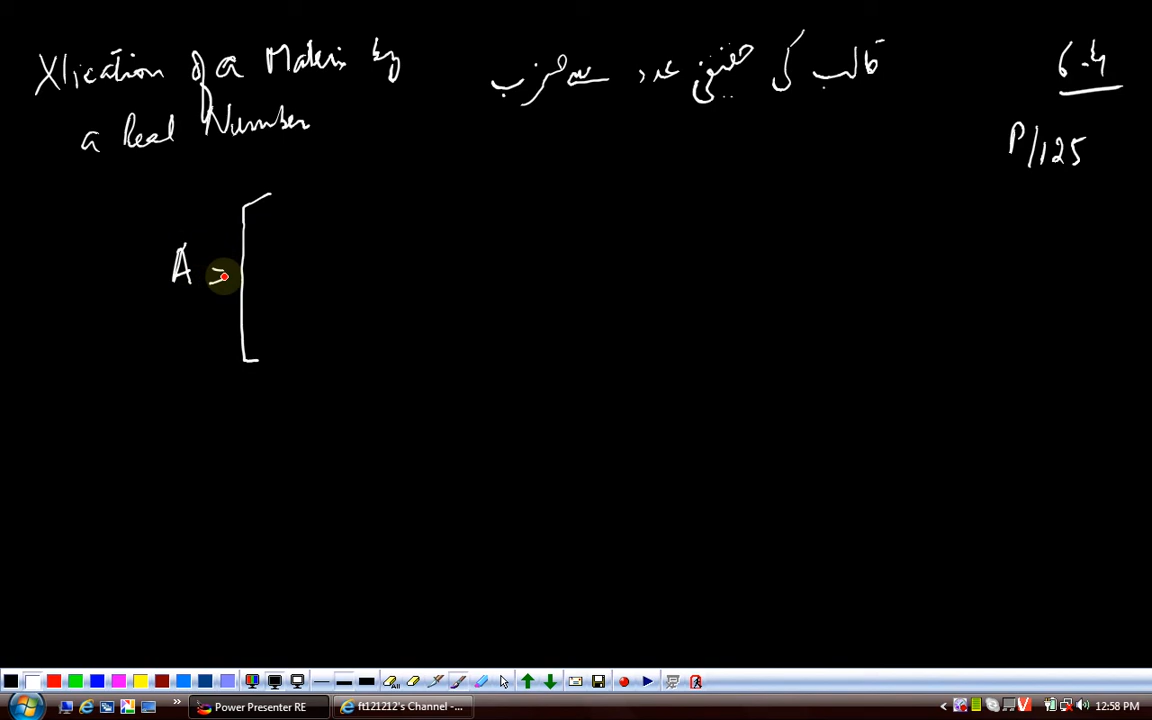 Xlication of a Matrix by
a Real Number
قالب کی حقیقی عدد سے ضرب
6.4
P/125
A =
All
Power Presenter RE
ft121212's Channel - ...
12:58 PM